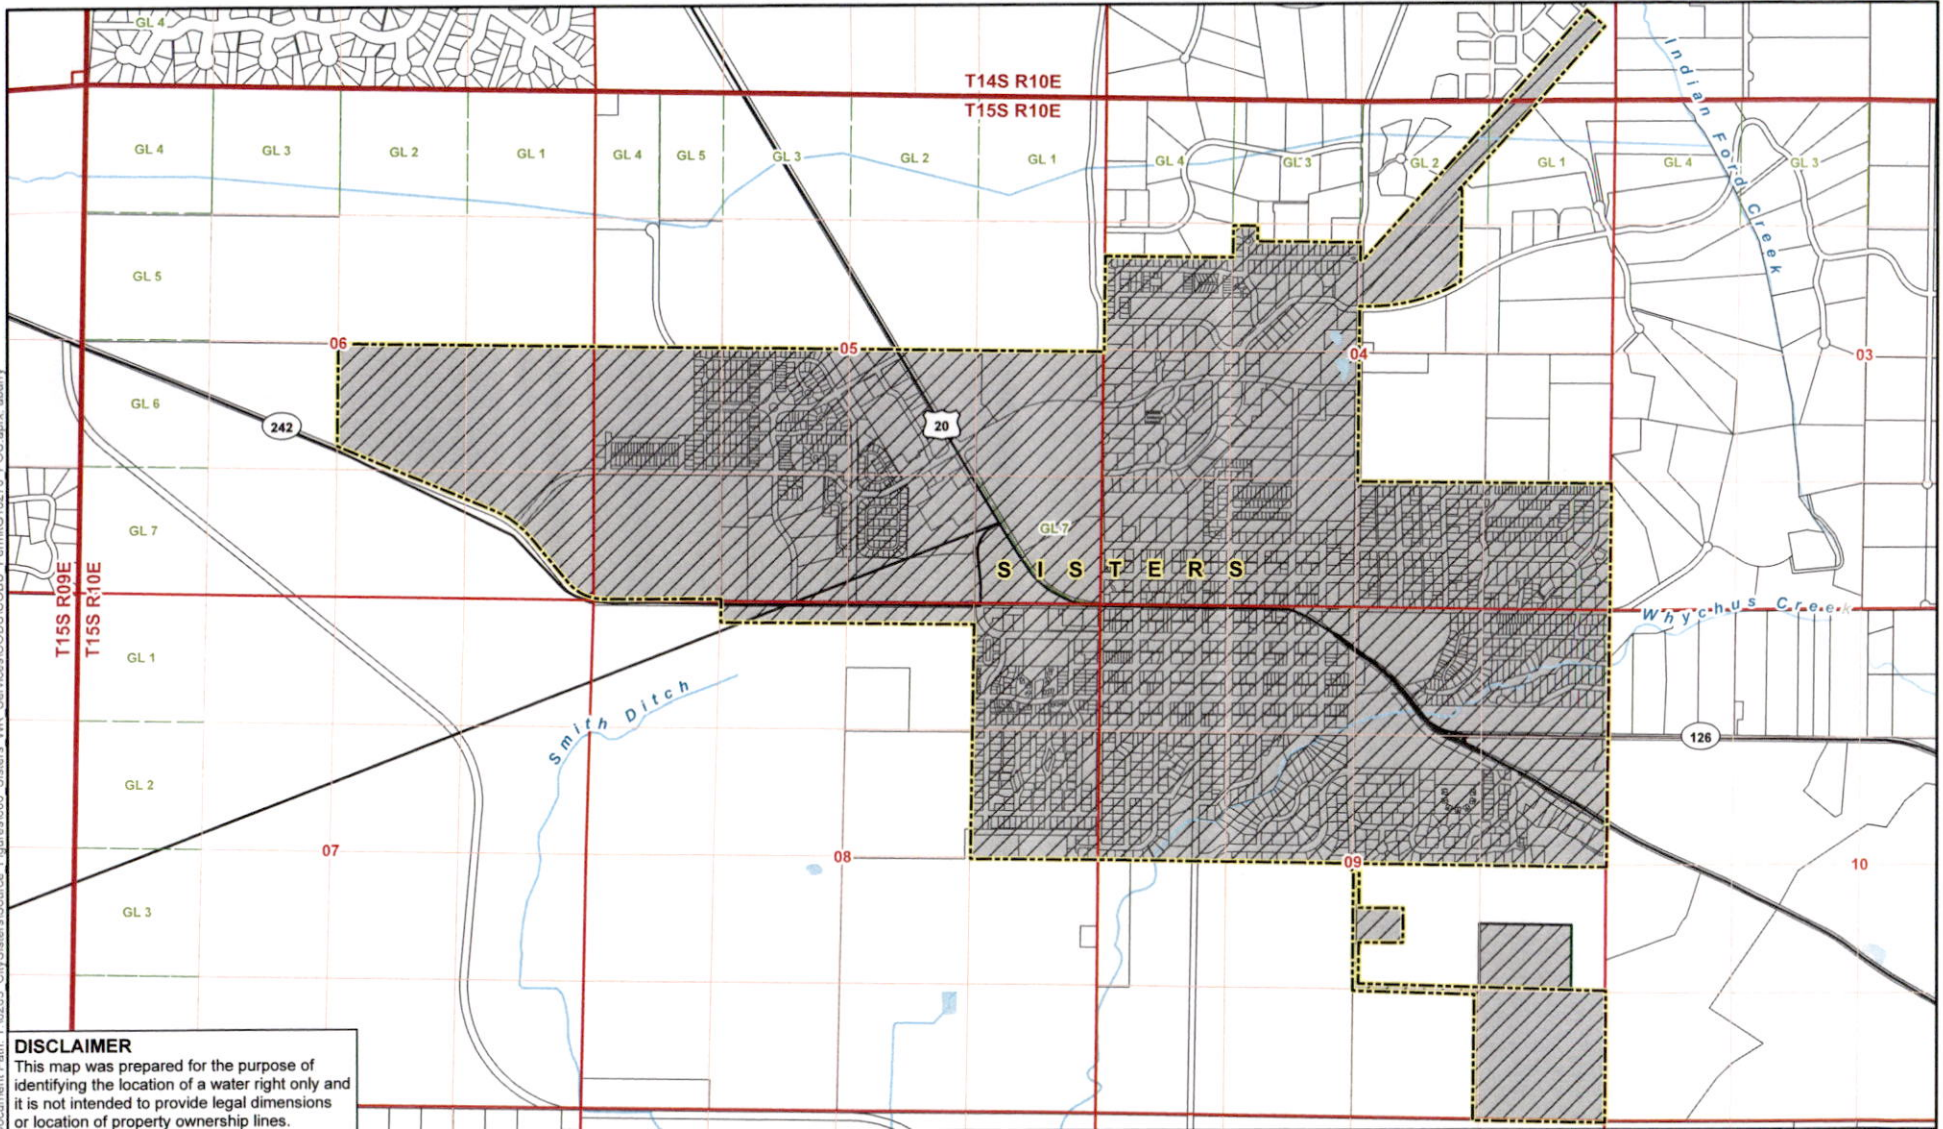 GL 4
T14S R10E
T15S R10E
Indian Ford Creek
GL 4
GL 3
GL 2
GL 1
GL 4
GL 5
GL 3
GL 2
GL 1
GL 4
GL 3
GL 2
GL 1
GL 4
GL 3
GL 5
06
05
04
03
GL 6
242
20
GL 7
GL 7
SISTERS
T15S R09E
T15S R10E
Whychus Creek
GL 1
Smith Ditch
126
GL 2
07
08
09
10
GL 3
DISCLAIMER
This map was prepared for the purpose of
identifying the location of a water right only and
it is not intended to provide legal dimensions
or location of property ownership lines.